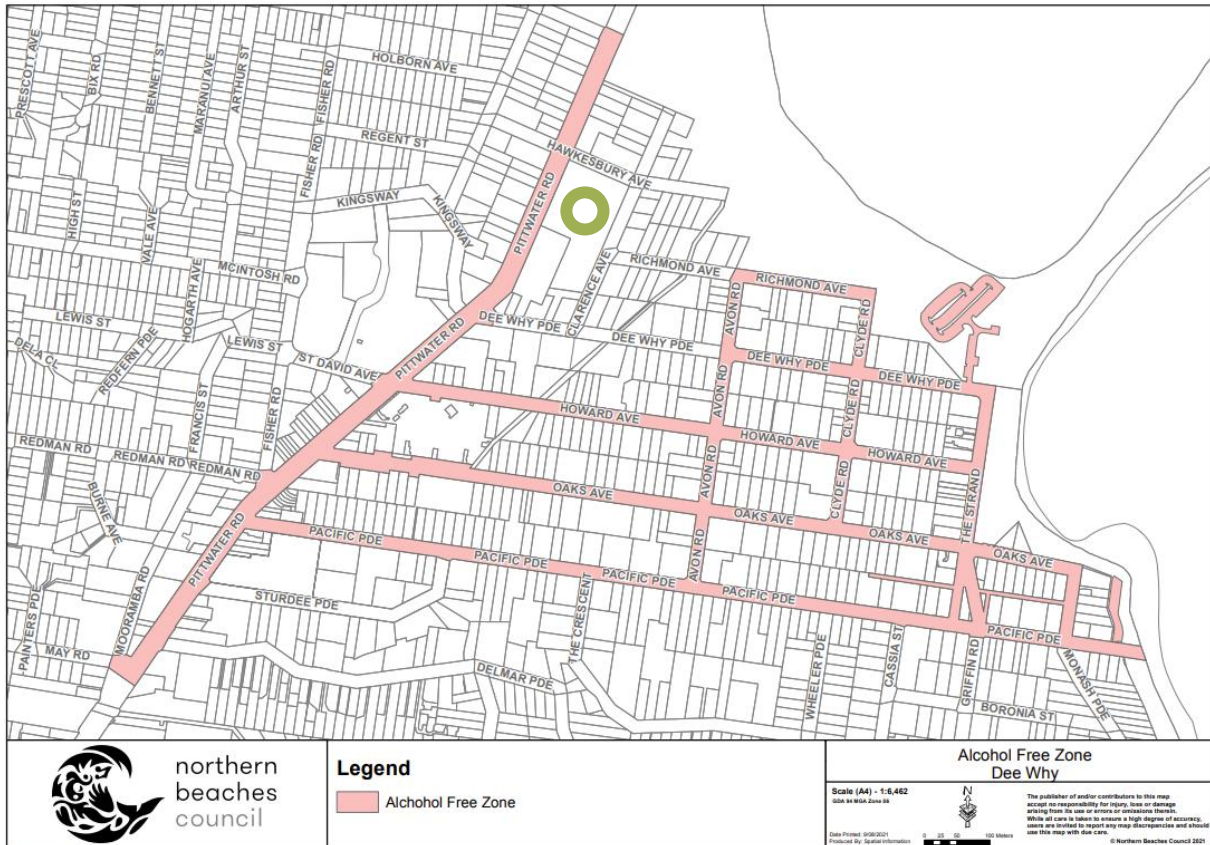 PRESCOTT AVE
BIX RD
BENNETT ST
MARANUI AVE
ARTHUR ST
FISHER RD
HOLBORN AVE
REGENT ST
FISHER RD
HAWKESBURY AVE
KINGSWAY
KINGSWAY
PITTWATER RD
HIGH ST
VALE AVE
HOGARTH AVE
MCINTOSH RD
CLARENCE AVE
RICHMOND AVE
RICHMOND AVE
AVON RD
CLYDE RD
LEWIS ST
LEWIS ST
DELA CL
REDFERN PDE
ST DAVID AVE
PITTWATER RD
DEE WHY PDE
DEE WHY PDE
DEE WHY PDE
DEE WHY PDE
FRANCIS ST
FISHER RD
AVON RD
CLYDE RD
HOWARD AVE
HOWARD AVE
HOWARD AVE
REDMAN RD
REDMAN RD
REDMAN RD
BURNE AVE
AVON RD
CLYDE RD
THE STRAND
OAKS AVE
OAKS AVE
OAKS AVE
OAKS AVE
PITTWATER RD
PACIFIC PDE
PACIFIC PDE
PACIFIC PDE
PACIFIC PDE
PACIFIC PDE
AVON RD
MOORAMBA RD
STURDEE PDE
THE CRESCENT
PAINTERS PDE
MAY RD
DELMAR PDE
WHEELER PDE
CASSIA ST
GRIFFIN RD
MONASH PDE
BORONIA ST
northern
beaches
council
Legend
Alchohol Free Zone
Alcohol Free Zone
Dee Why
Scale (A4) - 1:6,462
GDA 94 MGA Zone 56
Date Printed: 9/08/2021
Produced By: Spatial Information
N
0 25 50 100 Meters
The publisher of and/or contributors to this map
accept no responsibility for injury, loss or damage
arising from its use or errors or omissions therein.
While all care is taken to ensure a high degree of accuracy,
users are invited to report any map discrepancies and should
use this map with due care.
© Northern Beaches Council 2021